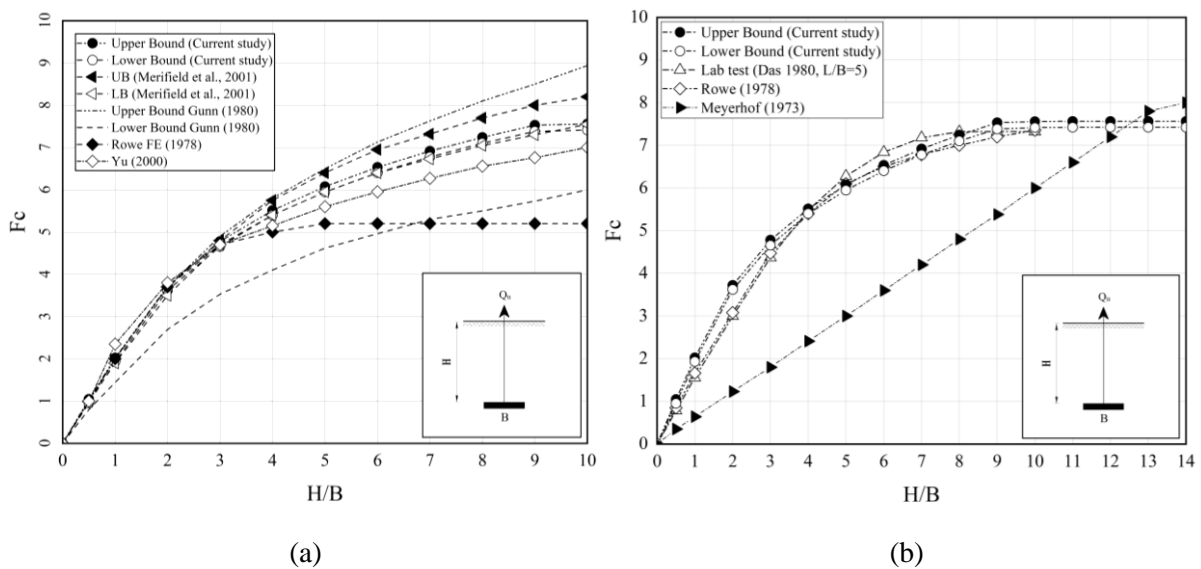 10
9
8
7
6
5
4
3
2
1
0
Fc
Upper Bound (Current study)
Lower Bound (Current study)
UB (Merifield et al., 2001)
LB (Merifield et al., 2001)
Upper Bound Gunn (1980)
Lower Bound Gunn (1980)
Rowe FE (1978)
Yu (2000)
Qu
H
B
0 1 2 3 4 5 6 7 8 9 10
H/B
(a)
10
9
8
7
6
5
4
3
2
1
0
Fc
Upper Bound (Current study)
Lower Bound (Current study)
Lab test (Das 1980, L/B=5)
Rowe (1978)
Meyerhof (1973)
Qu
H
B
0 1 2 3 4 5 6 7 8 9 10 11 12 13 14
H/B
(b)